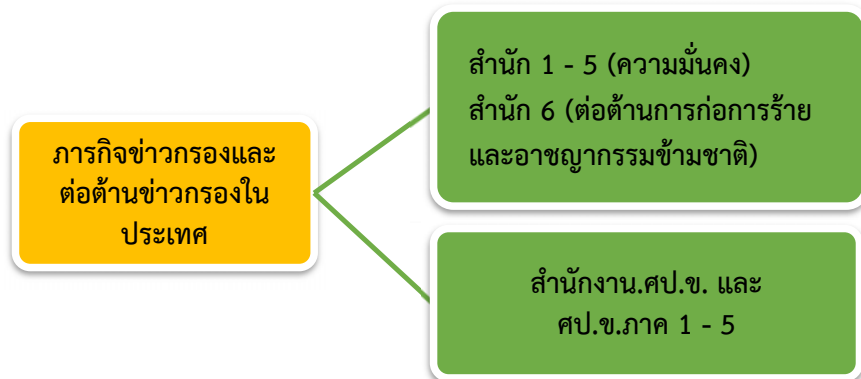 ภารกิจข่าวกรองและ
ต่อต้านข่าวกรองใน
ประเทศ
สำนัก 1 - 5 (ความมั่นคง)
สำนัก 6 (ต่อต้านการก่อการร้าย
และอาชญากรรมข้ามชาติ)
สำนักงาน.ศป.ข. และ
ศป.ข.ภาค 1 - 5